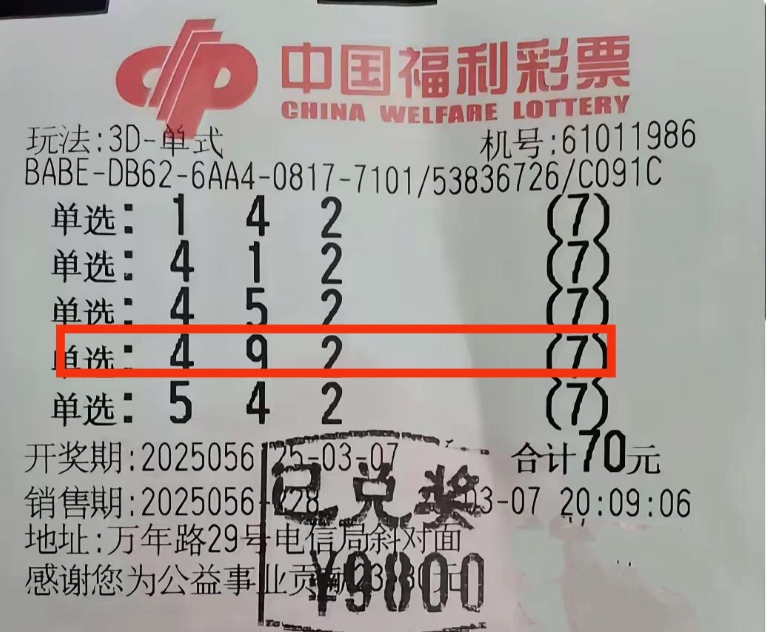 中国福利彩票
CHINA WELFARE LOTTERY
玩法:3D-单式 机号:61011986
BABE-DB62-6AA4-0817-7101/53836726/C091C
单选: 1 4 2 (7)
单选: 4 1 2 (7)
单选: 4 5 2 (7)
单选: 4 9 2 (7)
单选: 5 4 2 (7)
开奖期:2025056 25-03-07 合计70元
销售期:2025056-228 03-07 20:09:06
地址:万年路29号电信局斜对面
感谢您为公益事业贡献 元
已兑奖
¥9800